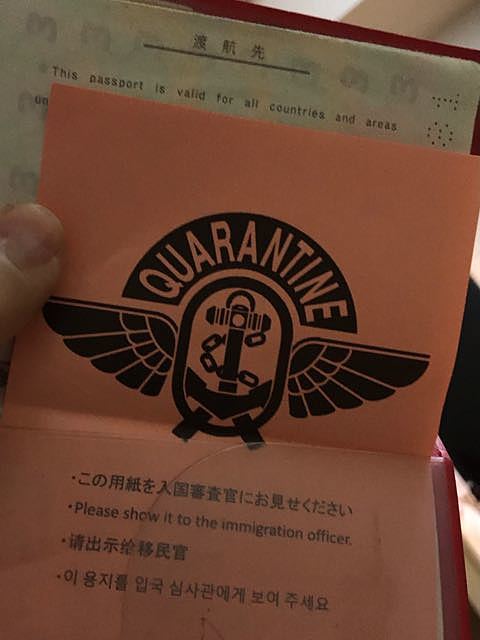 渡航先
This passport is valid for all countries and areas
un
QUARANTINE
・この用紙を入国審査官にお見せください
・Please show it to the immigration officer.
・请出示给移民官
・이 용지를 입국 심사관에게 보여 주세요